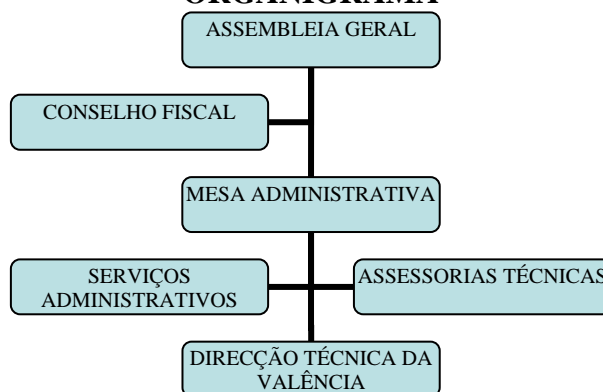 ORGANIGRAMA
ASSEMBLEIA GERAL
CONSELHO FISCAL
MESA ADMINISTRATIVA
SERVIÇOS
ADMINISTRATIVOS
ASSESSORIAS TÉCNICAS
DIRECÇÃO TÉCNICA DA
VALÊNCIA